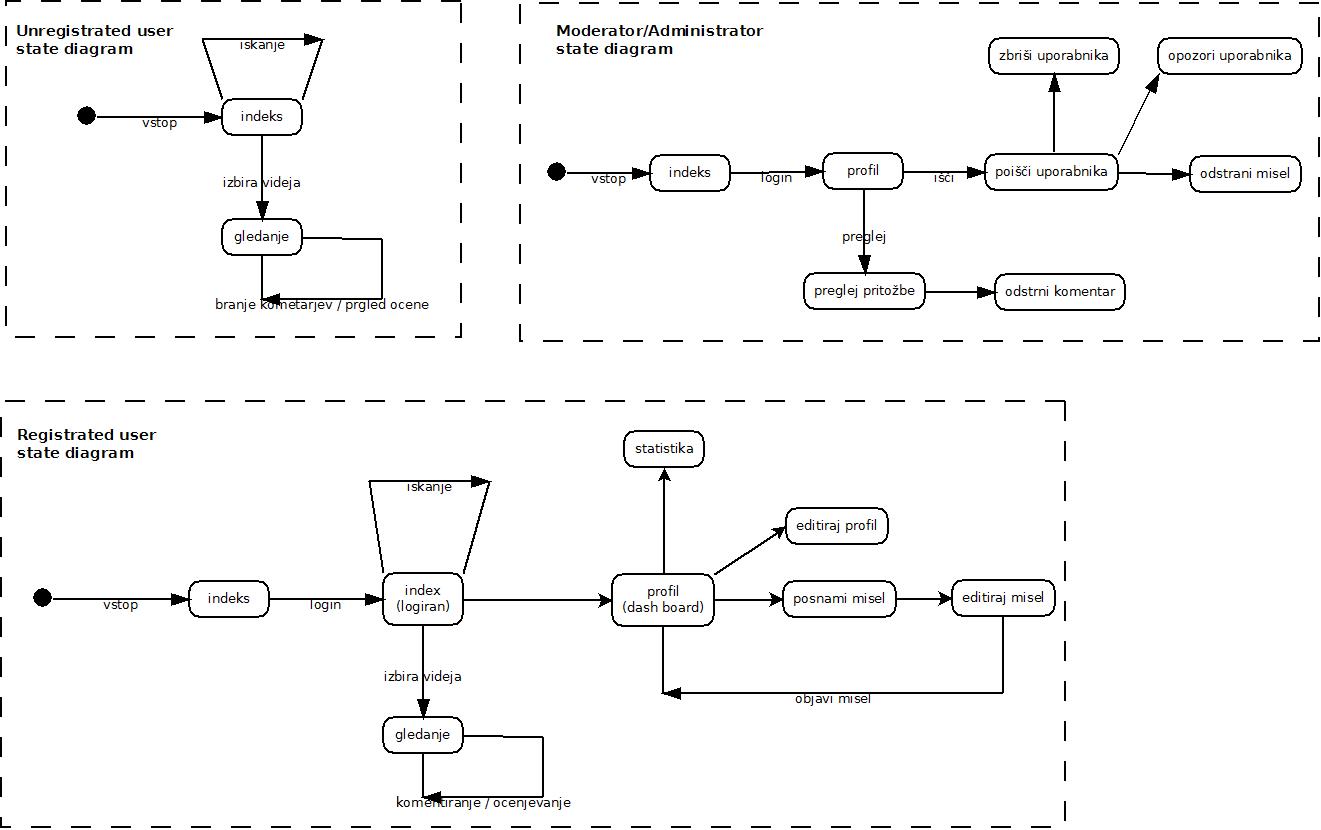 Unregistrated user
state diagram
iskanje
vstop
indeks
izbira videja
gledanje
branje kometarjev / prgled ocene
Moderator/Administrator
state diagram
zbriši uporabnika
opozori uporabnika
vstop
indeks
login
profil
išči
poišči uporabnika
odstrani misel
preglej
preglej pritožbe
odstrni komentar
Registrated user
state diagram
iskanje
statistika
editiraj profil
vstop
indeks
login
index
(logiran)
profil
(dash board)
posnami misel
editiraj misel
izbira videja
objavi misel
gledanje
komentiranje / ocenjevanje